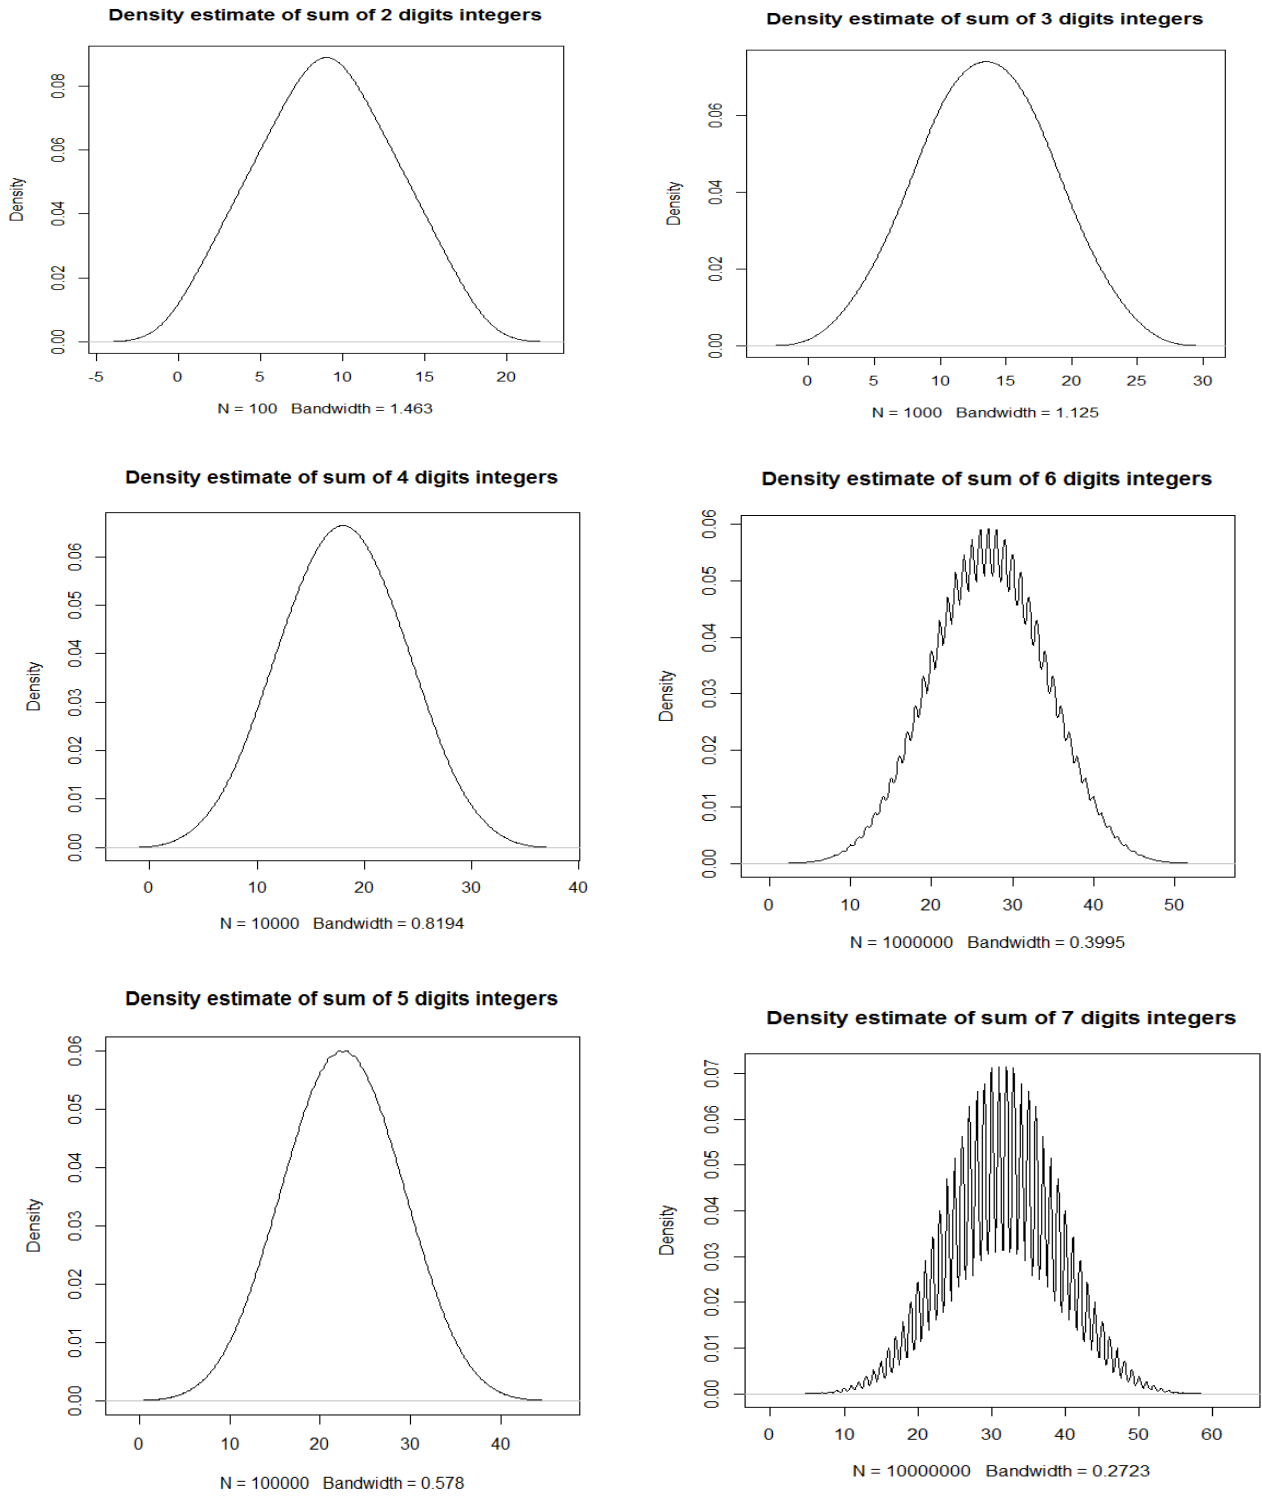 Density estimate of sum of 2 digits integers
Density
0.00 0.02 0.04 0.06 0.08
-5 0 5 10 15 20
N = 100 Bandwidth = 1.463
Density estimate of sum of 3 digits integers
Density
0.00 0.02 0.04 0.06
0 5 10 15 20 25 30
N = 1000 Bandwidth = 1.125
Density estimate of sum of 4 digits integers
Density
0.00 0.01 0.02 0.03 0.04 0.05 0.06
0 10 20 30 40
N = 10000 Bandwidth = 0.8194
Density estimate of sum of 6 digits integers
Density
0.00 0.01 0.02 0.03 0.04 0.05 0.06
0 10 20 30 40 50
N = 1000000 Bandwidth = 0.3995
Density estimate of sum of 5 digits integers
Density
0.00 0.01 0.02 0.03 0.04 0.05 0.06
0 10 20 30 40
N = 100000 Bandwidth = 0.578
Density estimate of sum of 7 digits integers
Density
0.00 0.01 0.02 0.03 0.04 0.05 0.06 0.07
0 10 20 30 40 50 60
N = 10000000 Bandwidth = 0.2723